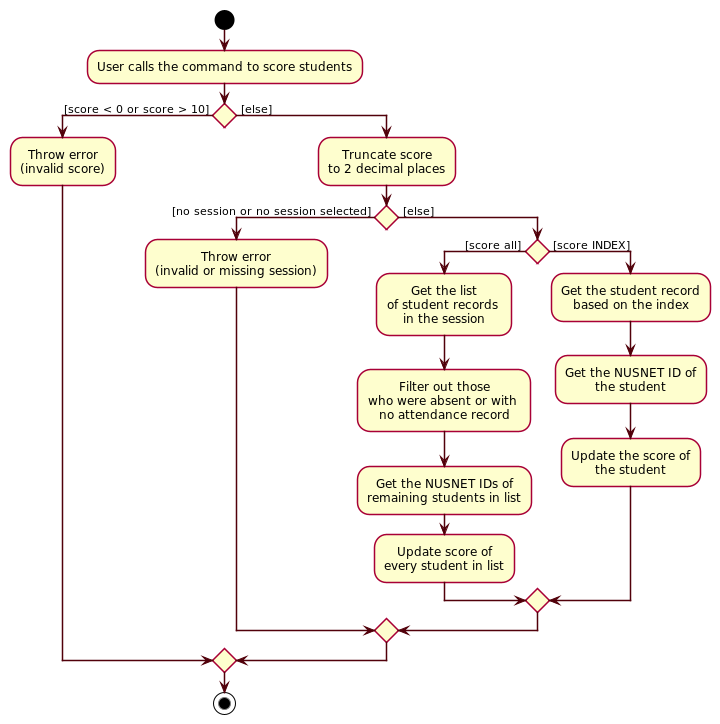 User calls the command to score students
[score < 0 or score > 10]
[else]
Throw error
(invalid score)
Truncate score
to 2 decimal places
[no session or no session selected]
[else]
Throw error
(invalid or missing session)
[score all]
[score INDEX]
Get the list
of student records
in the session
Filter out those
who were absent or with
no attendance record
Get the NUSNET IDs of
remaining students in list
Update score of
every student in list
Get the student record
based on the index
Get the NUSNET ID of
the student
Update the score of
the student